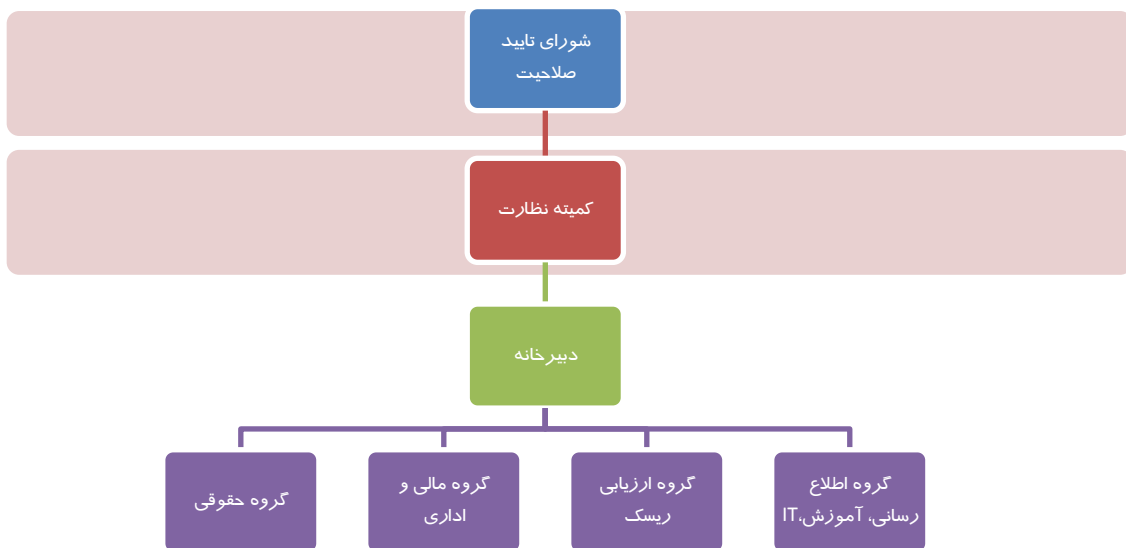 شورای تایید
صلاحیت
کمیته نظارت
دبیرخانه
گروه اطلاع
رسانی، آموزش،IT
گروه ارزیابی
ریسک
گروه مالی و
اداری
گروه حقوقی